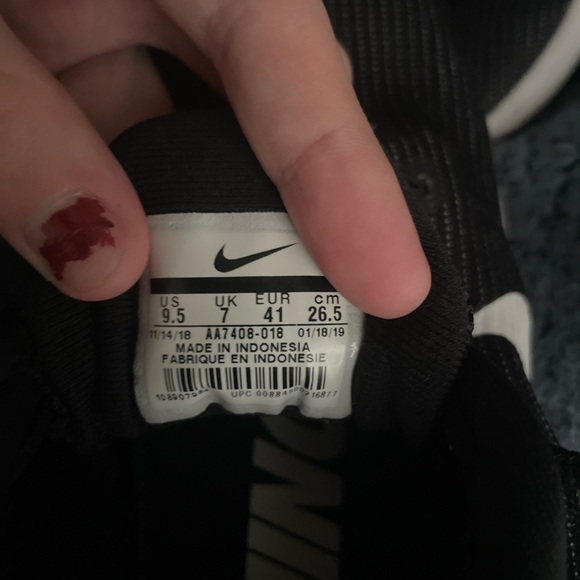 US UK EUR cm
9.5 7 41 26.5
11/14/18 AA7408-018 01/18/19
MADE IN INDONESIA
FABRIQUE EN INDONESIE
UPC